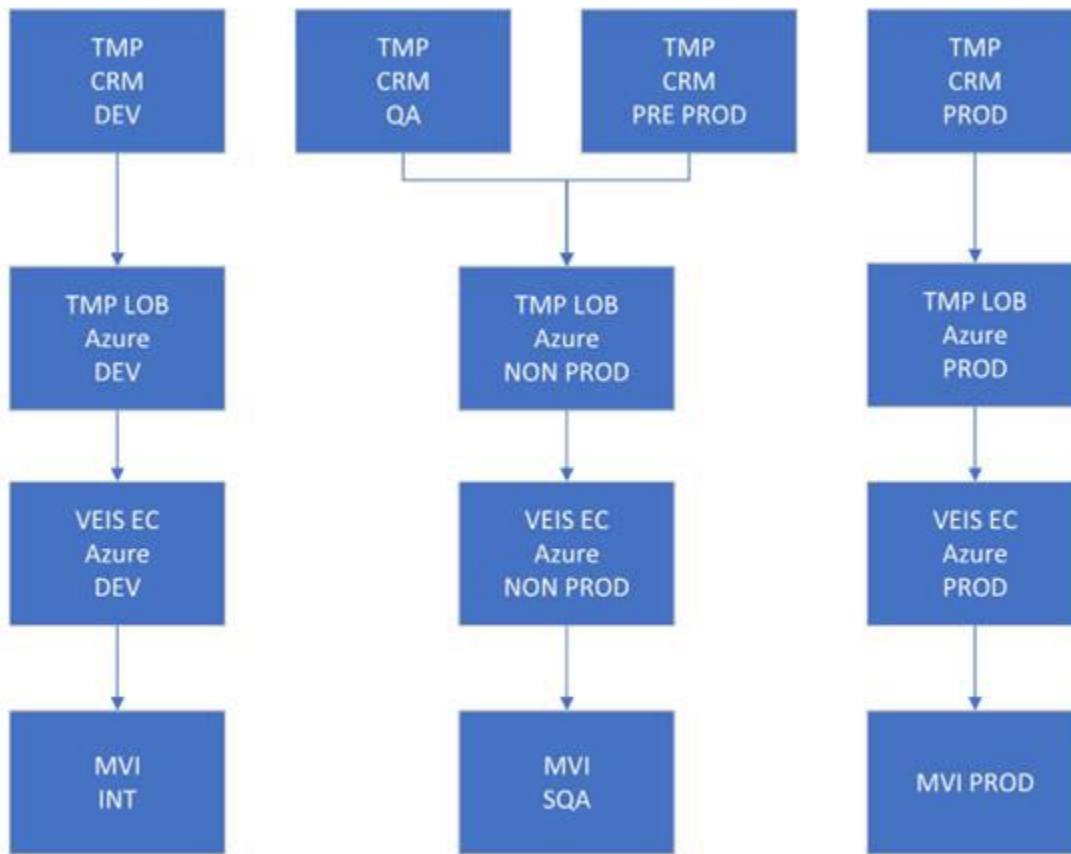 TMP
CRM
DEV
TMP
CRM
QA
TMP
CRM
PRE PROD
TMP
CRM
PROD
TMP LOB
Azure
DEV
TMP LOB
Azure
NON PROD
TMP LOB
Azure
PROD
VEIS EC
Azure
DEV
VEIS EC
Azure
NON PROD
VEIS EC
Azure
PROD
MVI
INT
MVI
SQA
MVI PROD